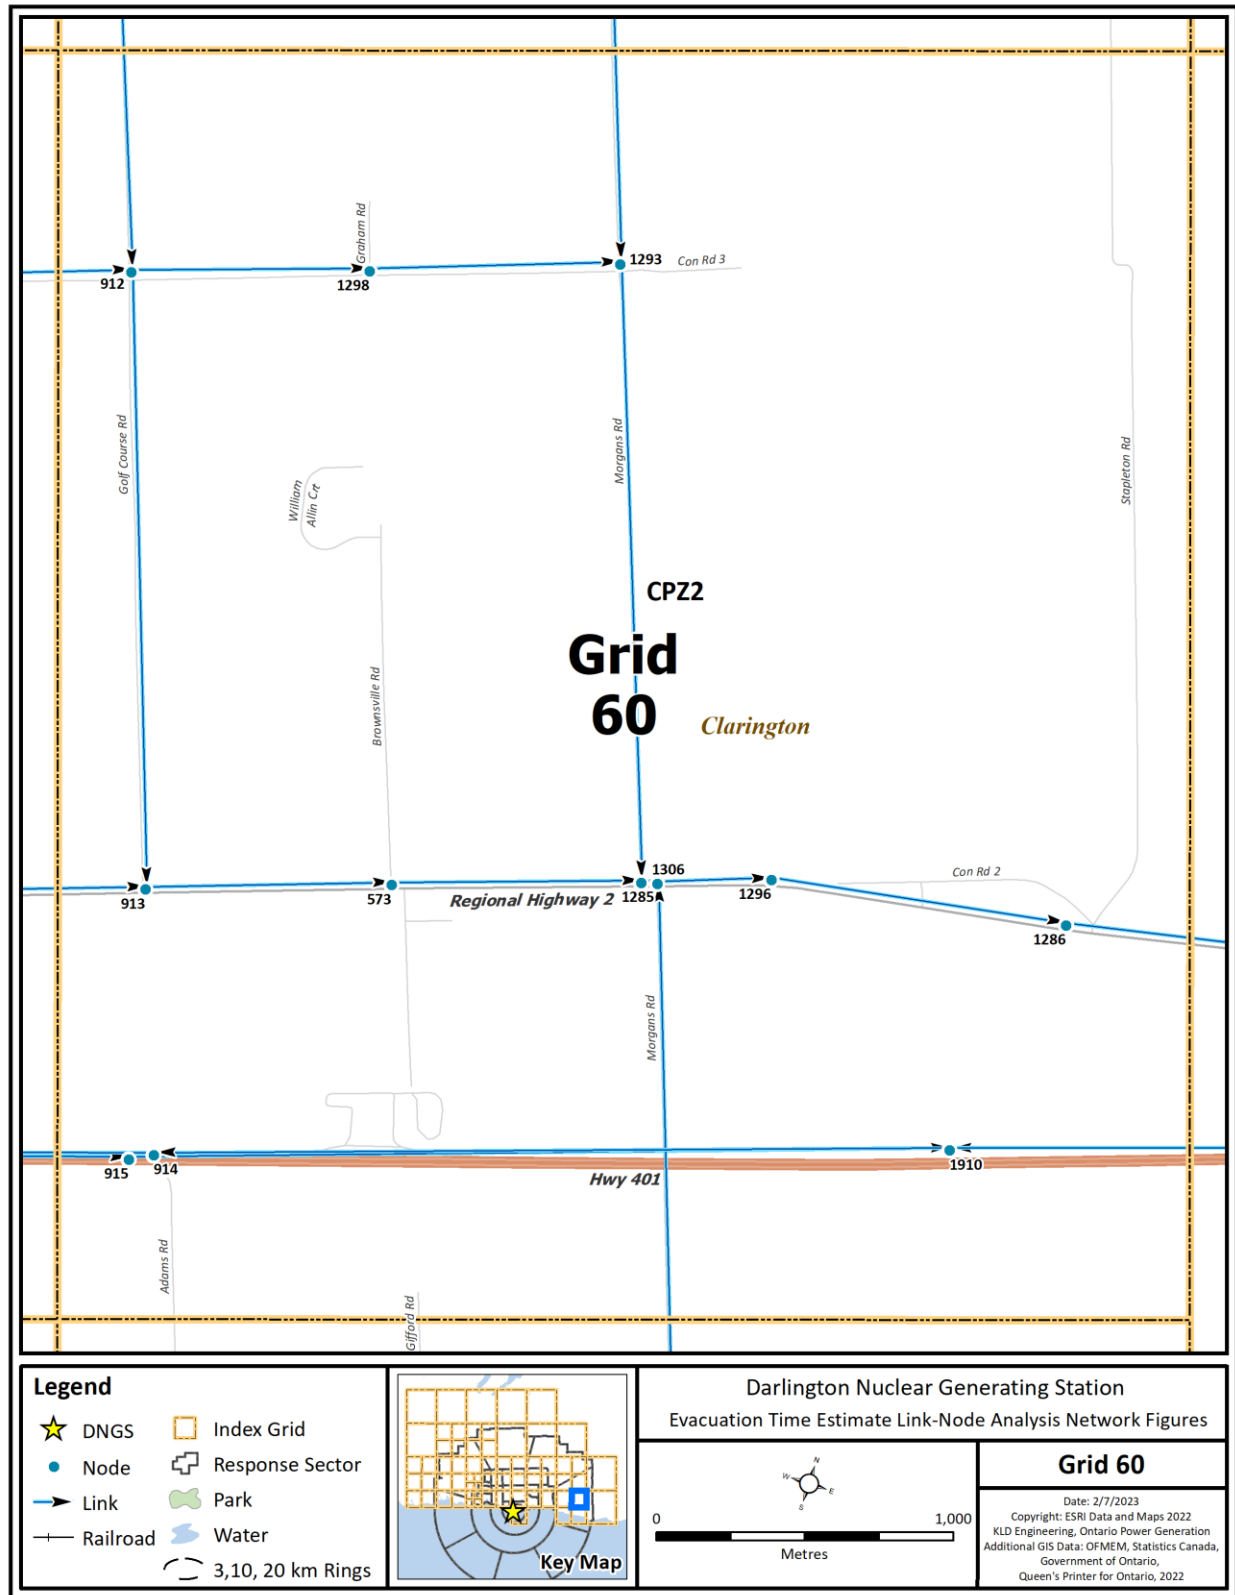 Graham Rd
1293
Con Rd 3
912
1298
Golf Course Rd
Morgans Rd
Stapleton Rd
William
Allin Crt
CPZ2
Grid
60
Clarington
Brownsville Rd
1306
Con Rd 2
913
573
Regional Highway 2
1285
1296
1286
Morgans Rd
915
914
1910
Hwy 401
Adams Rd
Gifford Rd
Legend
DNGS
Node
Link
Railroad
Index Grid
Response Sector
Park
Water
3,10, 20 km Rings
Key Map
Darlington Nuclear Generating Station
Evacuation Time Estimate Link-Node Analysis Network Figures
N
W
E
S
0 1,000
Metres
Grid 60
Date: 2/7/2023
Copyright: ESRI Data and Maps 2022
KLD Engineering, Ontario Power Generation
Additional GIS Data: OFMEM, Statistics Canada,
Government of Ontario,
Queen's Printer for Ontario, 2022